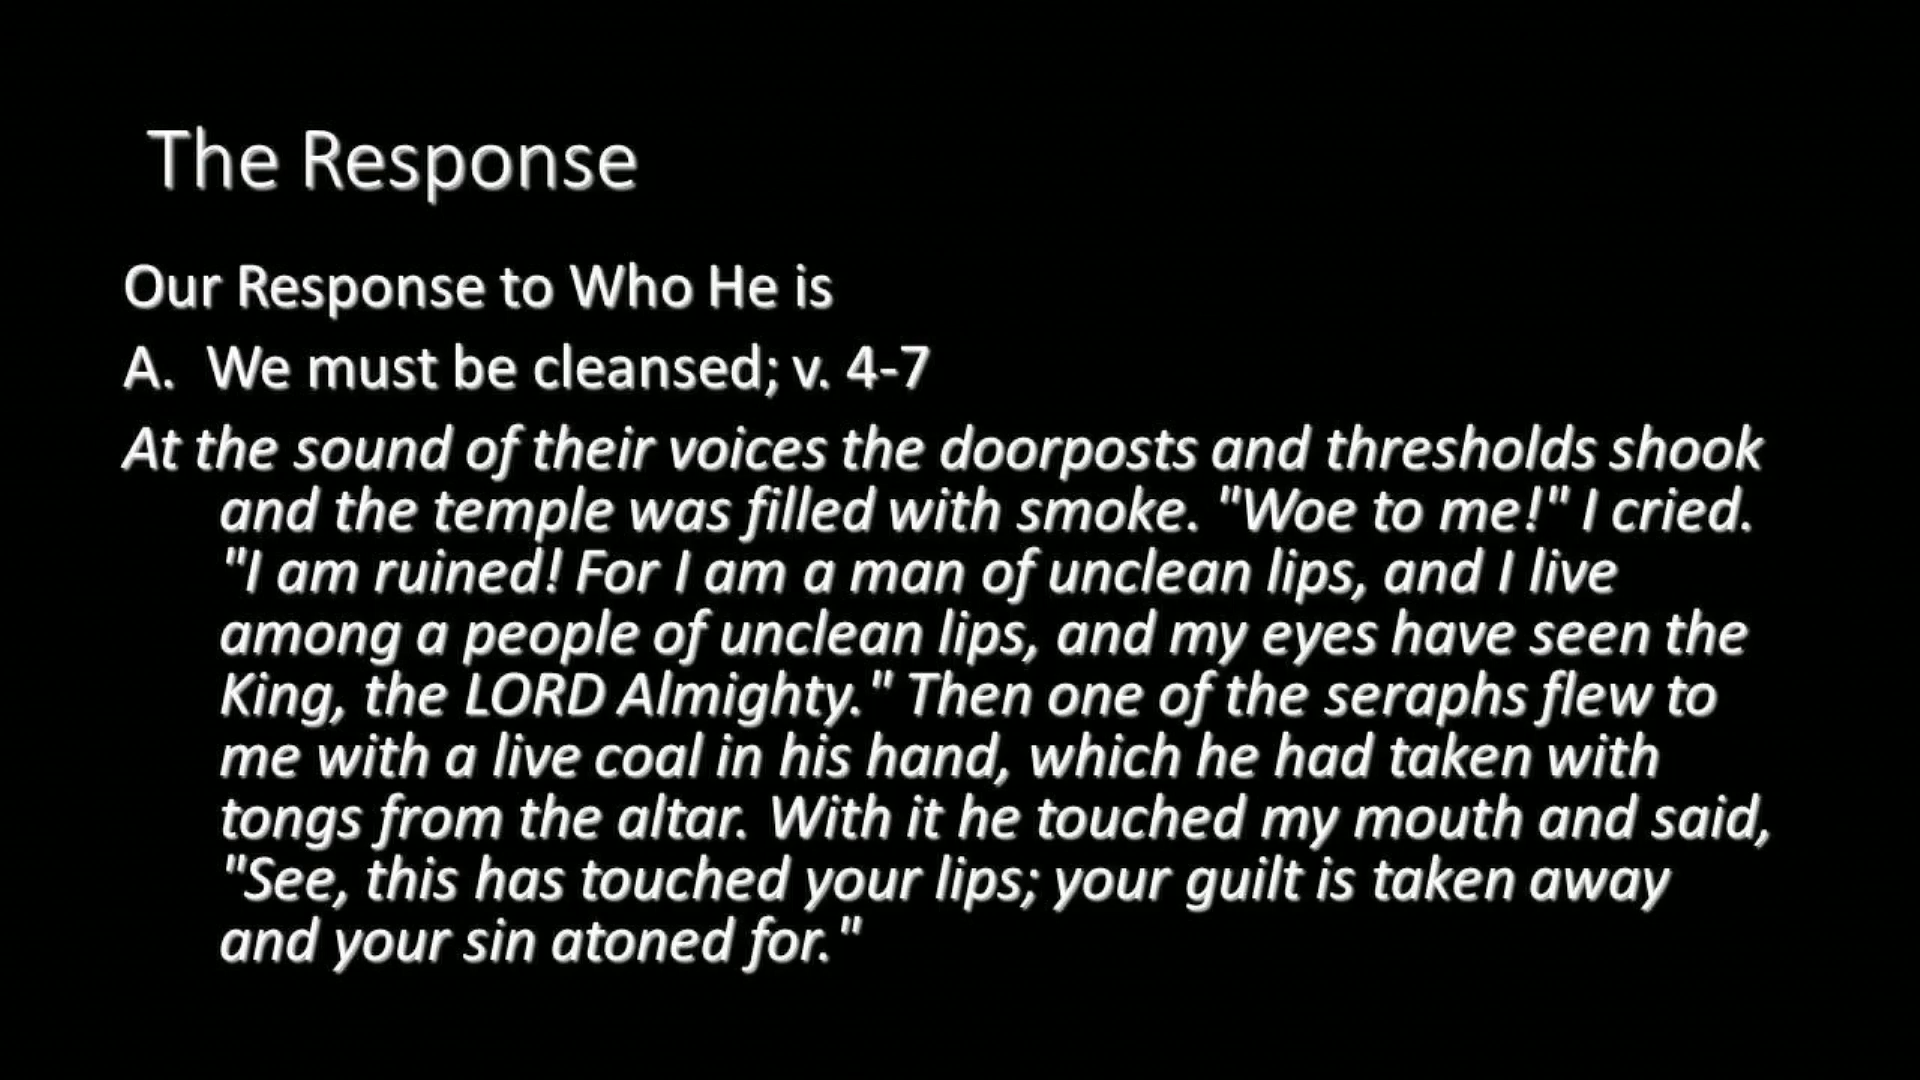 The Response
Our Response to Who He is
A. We must be cleansed; v. 4-7
At the sound of their voices the doorposts and thresholds shook
and the temple was filled with smoke. "Woe to me!" I cried.
"I am ruined! For I am a man of unclean lips, and I live
among a people of unclean lips, and my eyes have seen the
King, the LORD Almighty." Then one of the seraphs flew to
me with a live coal in his hand, which he had taken with
tongs from the altar. With it he touched my mouth and said,
"See, this has touched your lips; your guilt is taken away
and your sin atoned for."